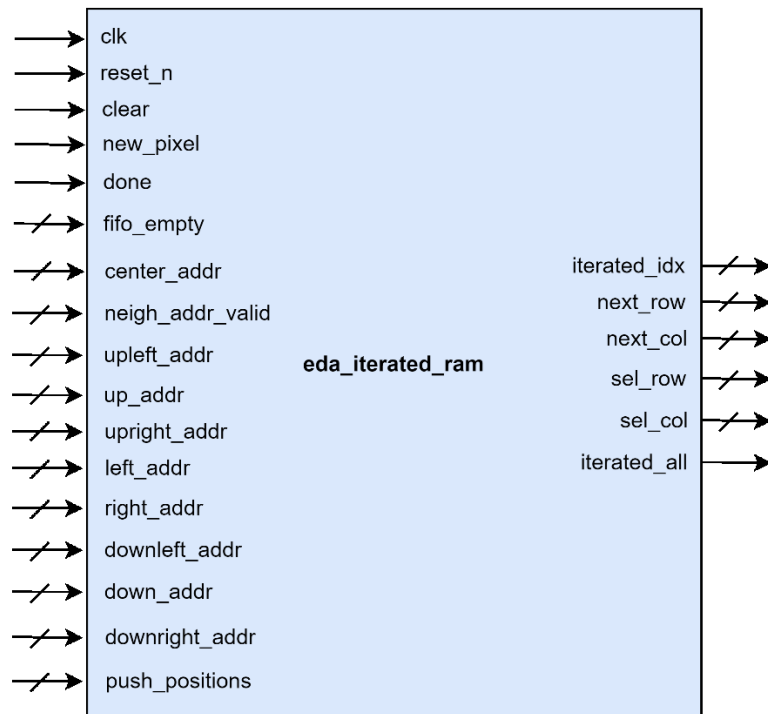 clk
reset_n
clear
new_pixel
done
fifo_empty
center_addr
neigh_addr_valid
upleft_addr
up_addr
upright_addr
left_addr
right_addr
downleft_addr
down_addr
downright_addr
push_positions
eda_iterated_ram
iterated_idx
next_row
next_col
sel_row
sel_col
iterated_all